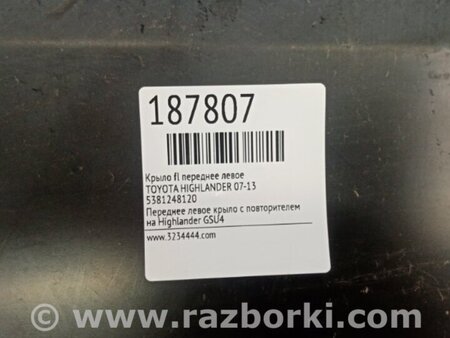 187807
Крыло fl переднее левое
TOYOTA HIGHLANDER 07-13
5381248120
Переднее левое крыло с повторителем
на Highlander GSU4
www.3234444.com
© www.razborki.com